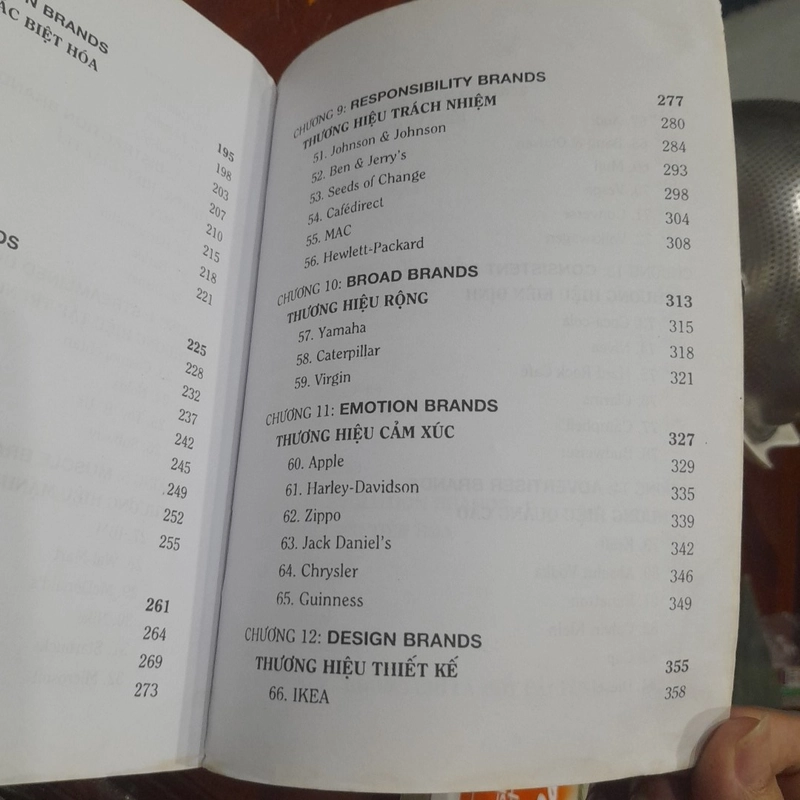 N BRANDS
ÁC BIỆT HÓA
195
198
203
207
210
215
218
221
DS
225
228
232
237
242
245
249
252
255
261
264
269
273
CHƯƠNG 9: RESPONSIBILITY BRANDS
THƯƠNG HIỆU TRÁCH NHIỆM 277
51. Johnson & Johnson 280
52. Ben & Jerry's 284
53. Seeds of Change 293
54. Cafédirect 298
55. MAC 304
56. Hewlett-Packard 308
CHƯƠNG 10: BROAD BRANDS
THƯƠNG HIỆU RỘNG 313
57. Yamaha 315
58. Caterpillar 318
59. Virgin 321
CHƯƠNG 11: EMOTION BRANDS
THƯƠNG HIỆU CẢM XÚC 327
60. Apple 329
61. Harley-Davidson 335
62. Zippo 339
63. Jack Daniel's 342
64. Chrysler 346
65. Guinness 349
CHƯƠNG 12: DESIGN BRANDS
THƯƠNG HIỆU THIẾT KẾ 355
66. IKEA 358